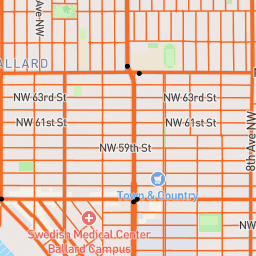 Ave NW
ALLARD
N
NW 63rd St
NW 63rd St
NW 61st St
NW 61st St
NW 59th St
8th Ave NW
Town & Country
Swedish Medical Center
Ballard Campus